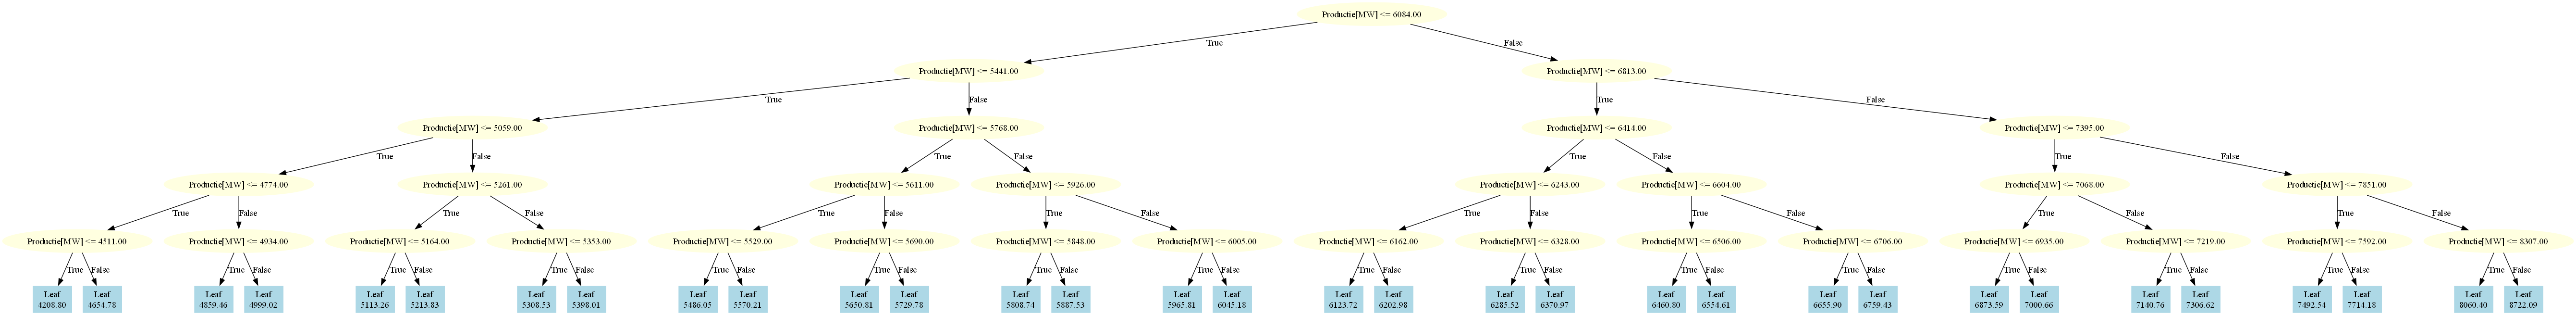 Productie[MW] <= 6084.00
True
False
Productie[MW] <= 5441.00
Productie[MW] <= 6813.00
True
False
True
False
Productie[MW] <= 5059.00
Productie[MW] <= 5768.00
Productie[MW] <= 6414.00
Productie[MW] <= 7395.00
True
False
True
False
True
False
True
False
Productie[MW] <= 4774.00
Productie[MW] <= 5261.00
Productie[MW] <= 5611.00
Productie[MW] <= 5926.00
Productie[MW] <= 6243.00
Productie[MW] <= 6604.00
Productie[MW] <= 7068.00
Productie[MW] <= 7851.00
True
False
True
False
True
False
True
False
True
False
True
False
True
False
True
False
Productie[MW] <= 4511.00
Productie[MW] <= 4934.00
Productie[MW] <= 5164.00
Productie[MW] <= 5353.00
Productie[MW] <= 5529.00
Productie[MW] <= 5690.00
Productie[MW] <= 5848.00
Productie[MW] <= 6005.00
Productie[MW] <= 6162.00
Productie[MW] <= 6328.00
Productie[MW] <= 6506.00
Productie[MW] <= 6706.00
Productie[MW] <= 6935.00
Productie[MW] <= 7219.00
Productie[MW] <= 7592.00
Productie[MW] <= 8307.00
True
False
True
False
True
False
True
False
True
False
True
False
True
False
True
False
True
False
True
False
True
False
True
False
True
False
True
False
True
False
True
False
Leaf
4208.80
Leaf
4654.78
Leaf
4859.46
Leaf
4999.02
Leaf
5113.26
Leaf
5213.83
Leaf
5308.53
Leaf
5398.01
Leaf
5486.05
Leaf
5570.21
Leaf
5650.81
Leaf
5729.78
Leaf
5808.74
Leaf
5887.53
Leaf
5965.81
Leaf
6045.18
Leaf
6123.72
Leaf
6202.98
Leaf
6285.52
Leaf
6370.97
Leaf
6460.80
Leaf
6554.61
Leaf
6655.90
Leaf
6759.43
Leaf
6873.59
Leaf
7000.66
Leaf
7140.76
Leaf
7306.62
Leaf
7492.54
Leaf
7714.18
Leaf
8060.40
Leaf
8722.09